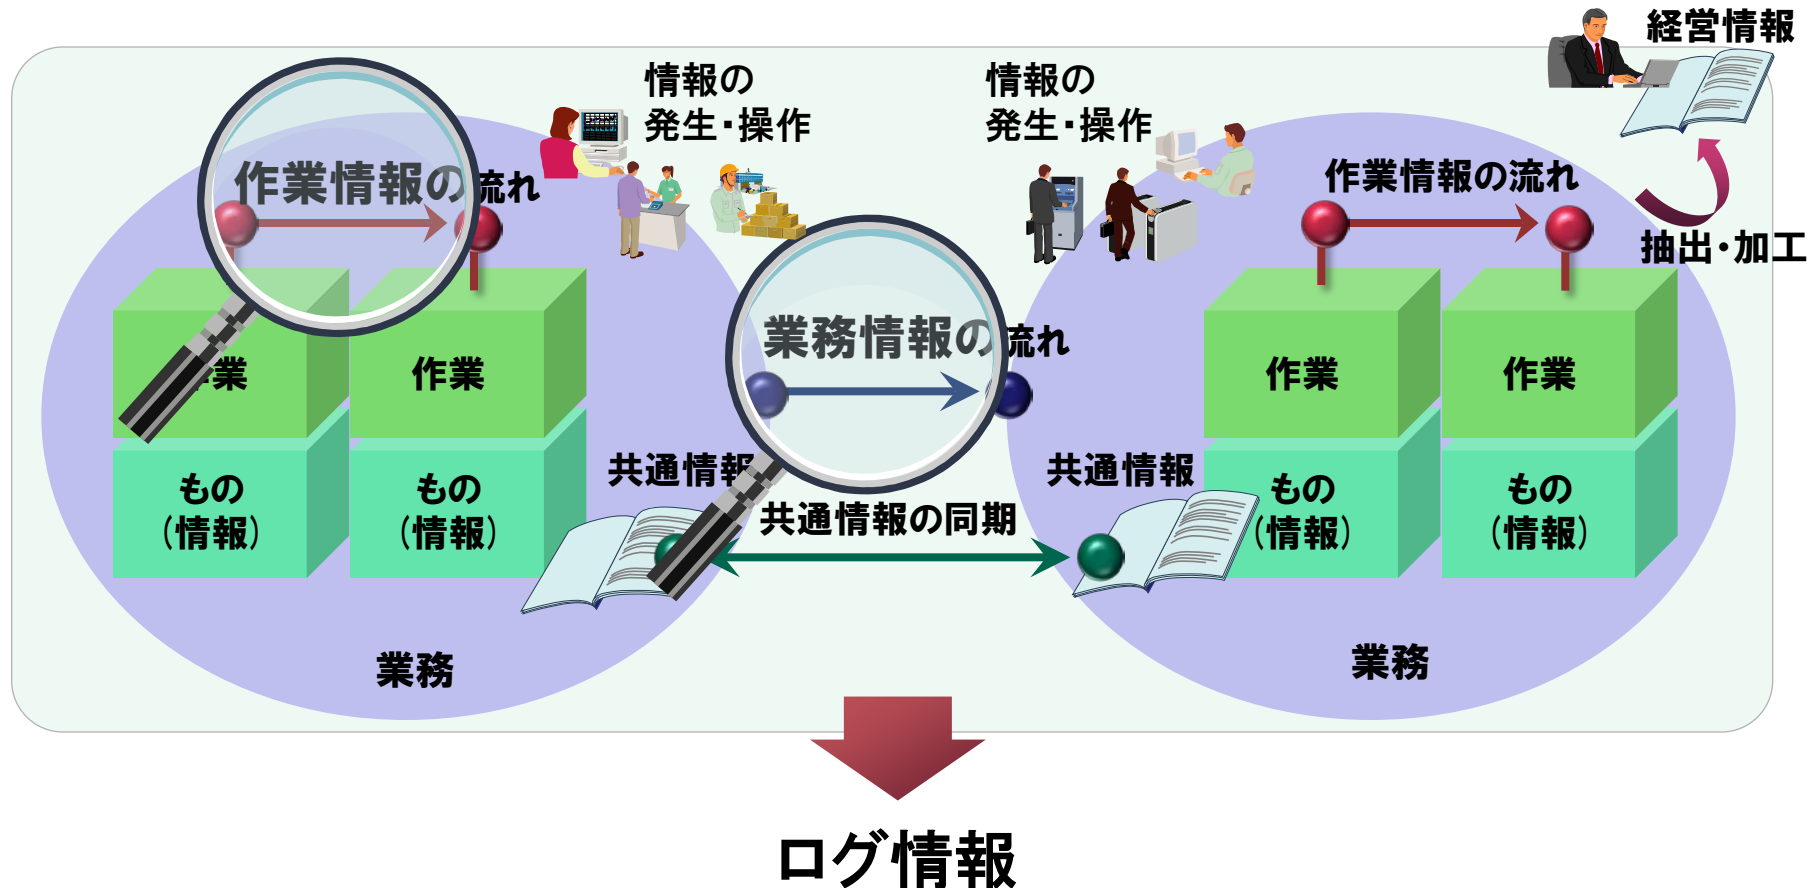 経営情報
情報の
発生・操作
情報の
発生・操作
作業情報の流れ
作業情報の流れ
抽出・加工
業務情報の流れ
作業
作業
作業
作業
共通情報
共通情報
もの
(情報)
もの
(情報)
もの
(情報)
もの
(情報)
共通情報の同期
業務
業務
ログ情報